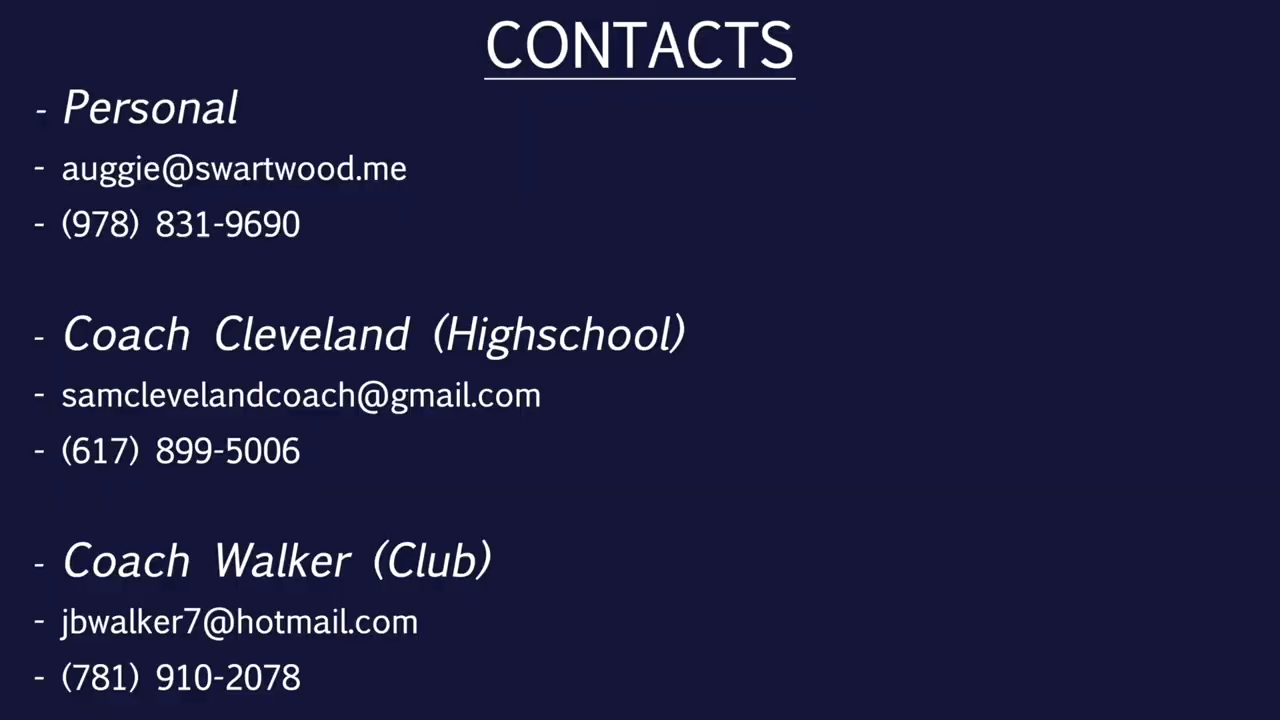 CONTACTS
- Personal
- auggie@swartwood.me
- (978) 831-9690
- Coach Cleveland (Highschool)
- samclevelandcoach@gmail.com
- (617) 899-5006
- Coach Walker (Club)
- jbwalker7@hotmail.com
- (781) 910-2078